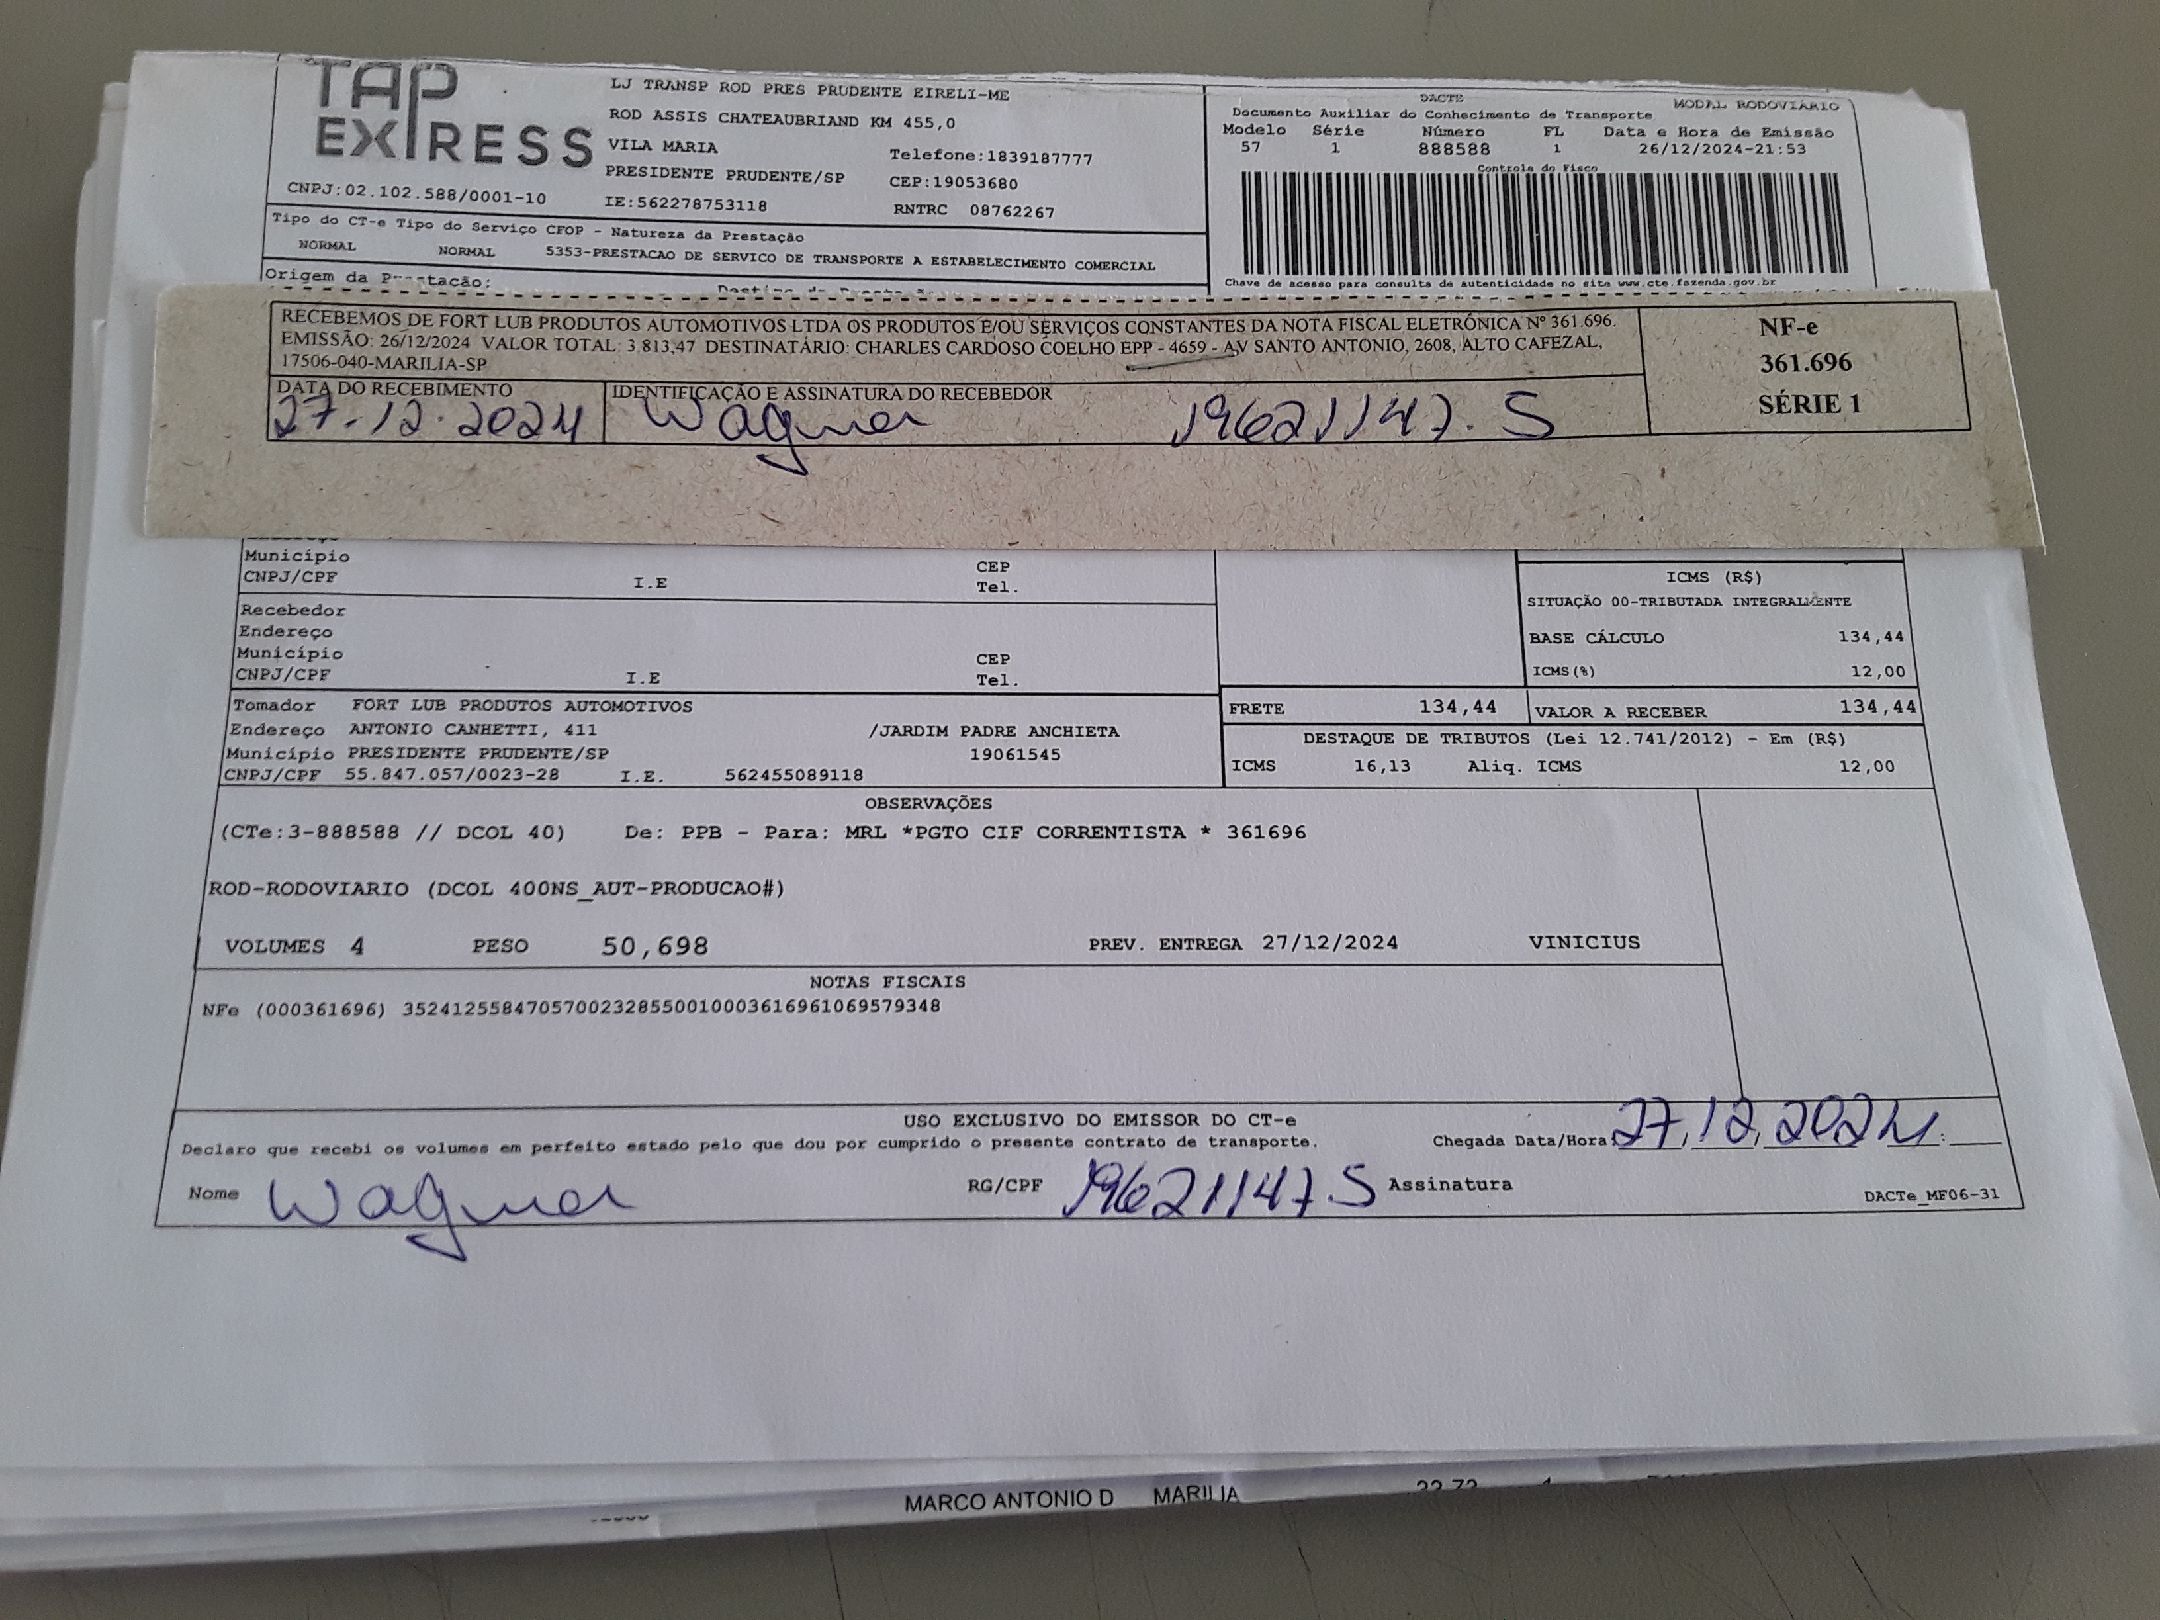 TAP
EXPRESS
CNPJ:02.102.588/0001-10
LJ TRANSP ROD PRES PRUDENTE EIRELI-ME
ROD ASSIS CHATEAUBRIAND KM 455,0
VILA MARIA Telefone:1839187777
PRESIDENTE PRUDENTE/SP CEP:19053680
IE:562278753118 RNTRC 08762267
DACTE MODAL RODOVIÁRIO
Documento Auxiliar do Conhecimento de Transporte
Modelo Série Número FL Data e Hora de Emissão
57 1 888588 1 26/12/2024-21:53
Controle do Fisco
Chave de acesso para consulta de autenticidade no site www.cte.fazenda.gov.br
Tipo do CT-e Tipo do Serviço CFOP - Natureza da Prestação
NORMAL NORMAL 5353-PRESTACAO DE SERVICO DE TRANSPORTE A ESTABELECIMENTO COMERCIAL
Origem da
RECEBEMOS DE FORT LUB PRODUTOS AUTOMOTIVOS LTDA OS PRODUTOS E/OU SERVIÇOS CONSTANTES DA NOTA FISCAL ELETRÔNICA Nº 361.696.
EMISSÃO: 26/12/2024 VALOR TOTAL: 3.813,47 DESTINATÁRIO: CHARLES CARDOSO COELHO EPP - 4659 - AV SANTO ANTONIO, 2608, ALTO CAFEZAL,
17506-040-MARILIA-SP
NF-e
361.696
SÉRIE 1
DATA DO RECEBIMENTO IDENTIFICAÇÃO E ASSINATURA DO RECEBEDOR
27.12.2024 Wagner 19621147.5
Município CEP
CNPJ/CPF I.E Tel.
Recebedor
Endereço
Município CEP
CNPJ/CPF I.E Tel.
ICMS (R$)
SITUAÇÃO 00-TRIBUTADA INTEGRALMENTE
BASE CÁLCULO 134,44
ICMS(%) 12,00
FRETE 134,44 VALOR A RECEBER 134,44
DESTAQUE DE TRIBUTOS (Lei 12.741/2012) - Em (R$)
ICMS 16,13 Aliq. ICMS 12,00
Tomador FORT LUB PRODUTOS AUTOMOTIVOS
Endereço ANTONIO CANHETTI, 411 /JARDIM PADRE ANCHIETA
Município PRESIDENTE PRUDENTE/SP 19061545
CNPJ/CPF 55.847.057/0023-28 I.E. 562455089118
OBSERVAÇÕES
(CTe:3-888588 // DCOL 40) De: PPB - Para: MRL *PGTO CIF CORRENTISTA * 361696
ROD-RODOVIARIO (DCOL 400NS_AUT-PRODUCAO#)
VOLUMES 4 PESO 50,698 PREV. ENTREGA 27/12/2024 VINICIUS
NOTAS FISCAIS
NFe (000361696) 35241255847057002328550010003616961069579348
USO EXCLUSIVO DO EMISSOR DO CT-e
Declaro que recebi os volumes em perfeito estado pelo que dou por cumprido o presente contrato de transporte. Chegada Data/Hora: 27,12,2024 :
Nome Wagner RG/CPF 19621147.5 Assinatura DACTe_MF06-31
MARCO ANTONIO D MARILIA